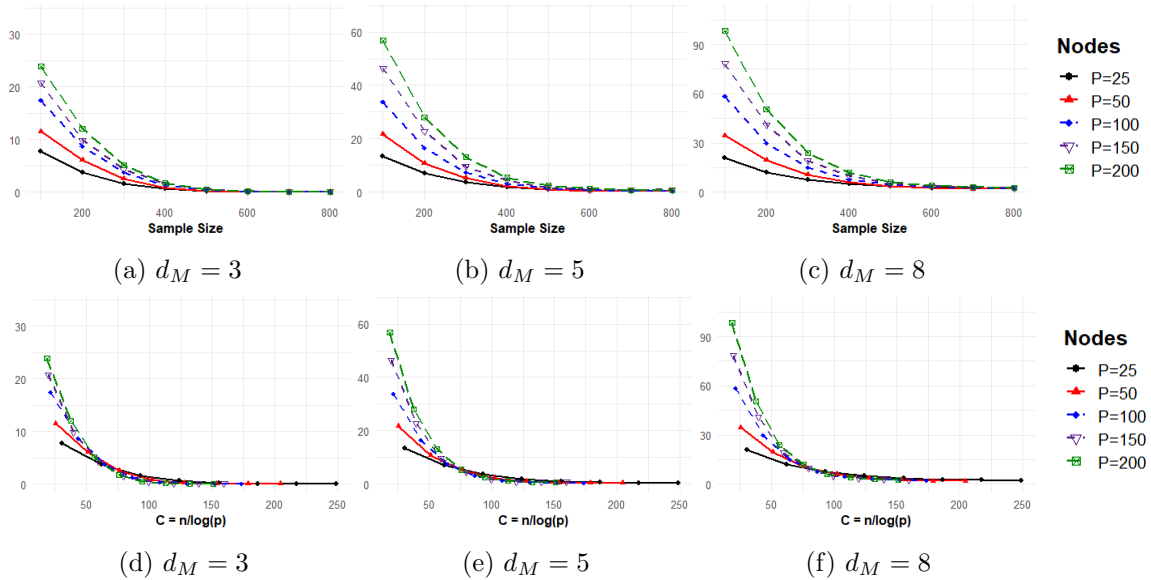 35
30
20
10
0
200
400
600
800
Sample Size
(a) d_M = 3
60
40
20
0
200
400
600
800
Sample Size
(b) d_M = 5
90
60
30
0
200
400
600
800
Sample Size
(c) d_M = 8
Nodes
P=25
P=50
P=100
P=150
P=200
30
20
10
0
50
100
150
200
250
C = n/log(p)
(d) d_M = 3
60
40
20
0
50
100
150
200
250
C = n/log(p)
(e) d_M = 5
90
60
30
0
50
100
150
200
250
C = n/log(p)
(f) d_M = 8
Nodes
P=25
P=50
P=100
P=150
P=200